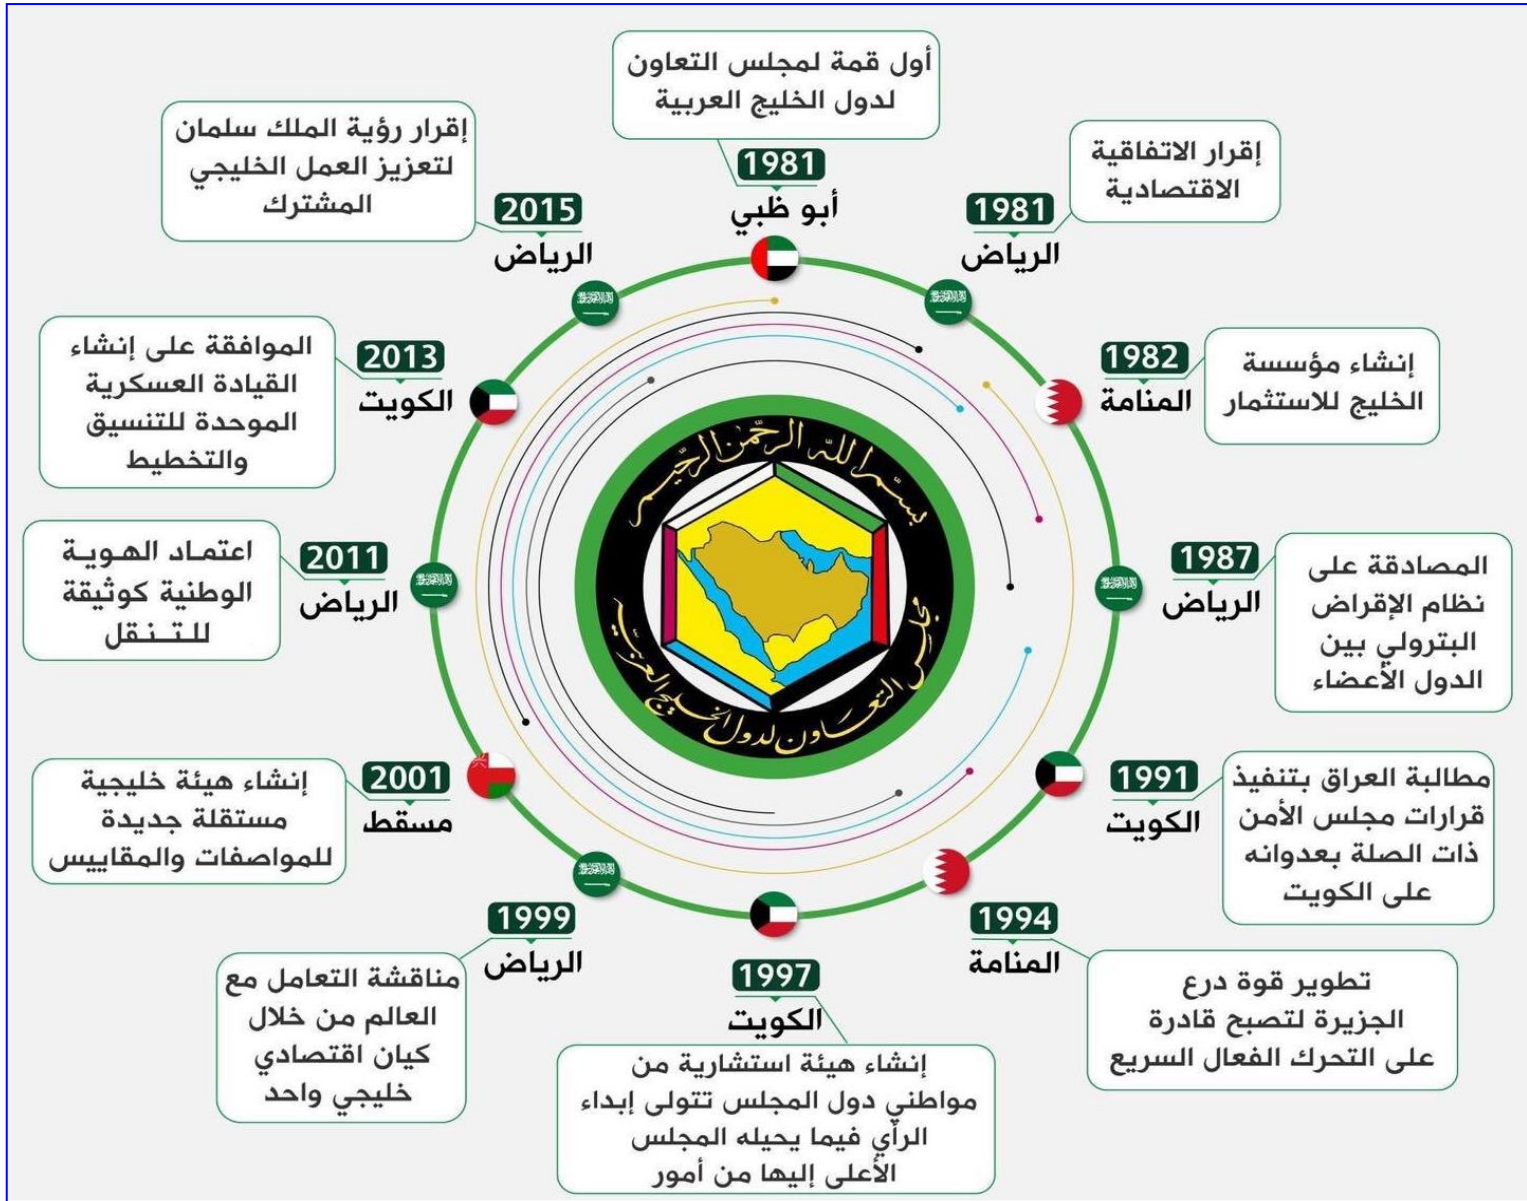 أول قمة لمجلس التعاون
لدول الخليج العربية
1981
أبو ظبي
إقرار الاتفاقية
الاقتصادية
1981
الرياض
إنشاء مؤسسة
الخليج للاستثمار
1982
المنامة
المصادقة على
نظام الإقراض
البترولي بين
الدول الأعضاء
1987
الرياض
مطالبة العراق بتنفيذ
قرارات مجلس الأمن
ذات الصلة بعدوانه
على الكويت
1991
الكويت
تطوير قوة درع
الجزيرة لتصبح قادرة
على التحرك الفعال السريع
1994
المنامة
1997
الكويت
إنشاء هيئة استشارية من
مواطني دول المجلس تتولى إبداء
الرأي فيما يحيله المجلس
الأعلى إليها من أمور
1999
الرياض
مناقشة التعامل مع
العالم من خلال
كيان اقتصادي
خليجي واحد
2001
مسقط
إنشاء هيئة خليجية
مستقلة جديدة
للمواصفات والمقاييس
2011
الرياض
اعتماد الهوية
الوطنية كوثيقة
للتنقل
2013
الكويت
الموافقة على إنشاء
القيادة العسكرية
الموحدة للتنسيق
والتخطيط
2015
الرياض
إقرار رؤية الملك سلمان
لتعزيز العمل الخليجي
المشترك
بسم الله الرحمن الرحيم
مجلس التعاون لدول الخليج العربية